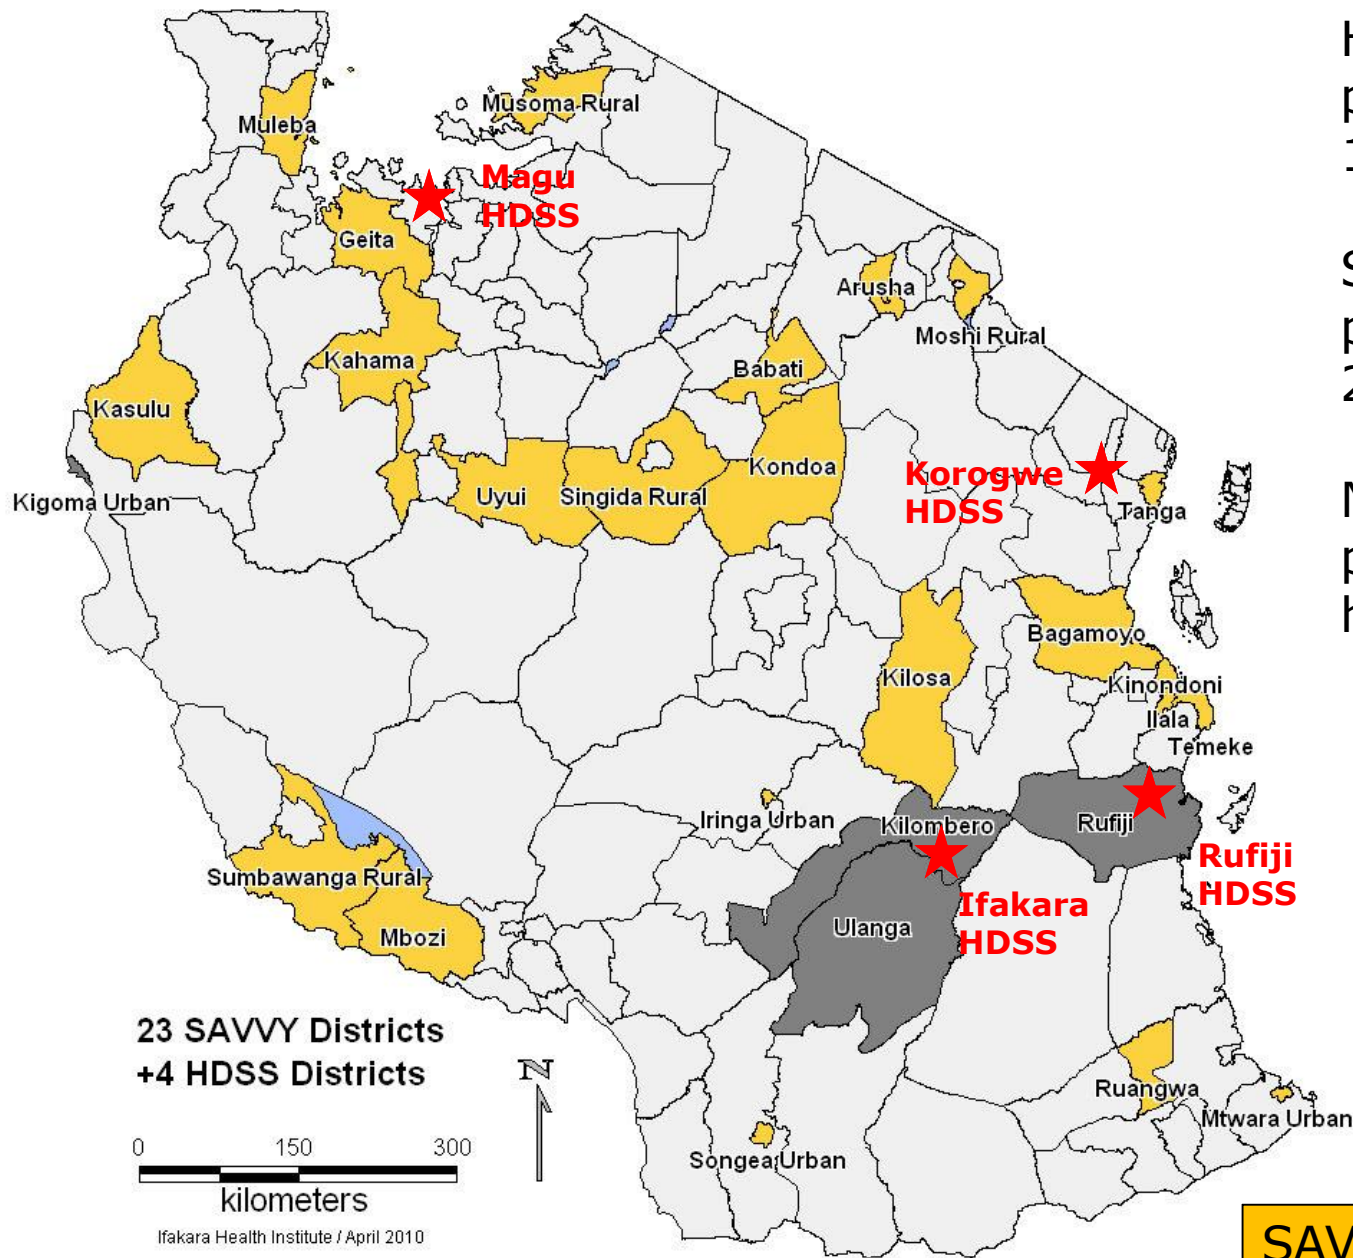 Musoma Rural
Muleba
Magu
HDSS
Geita
Arusha
Moshi Rural
Kahama
Babati
Kasulu
Kondoa
Korogwe
HDSS
Kigoma Urban
Uyui
Singida Rural
Tanga
Bagamoyo
Kilosa
Kinondoni
Ilala
Temeke
Iringa Urban
Kilombero
Rufiji
Rufiji
HDSS
Sumbawanga Rural
Ifakara
HDSS
Mbozi
Ulanga
23 SAVVY Districts
+4 HDSS Districts
N
Ruangwa
Mtwara Urban
Songea Urban
0 150 300
kilometers
Ifakara Health Institute / April 2010
H
p
1
S
p
2
N
p
h
SAV